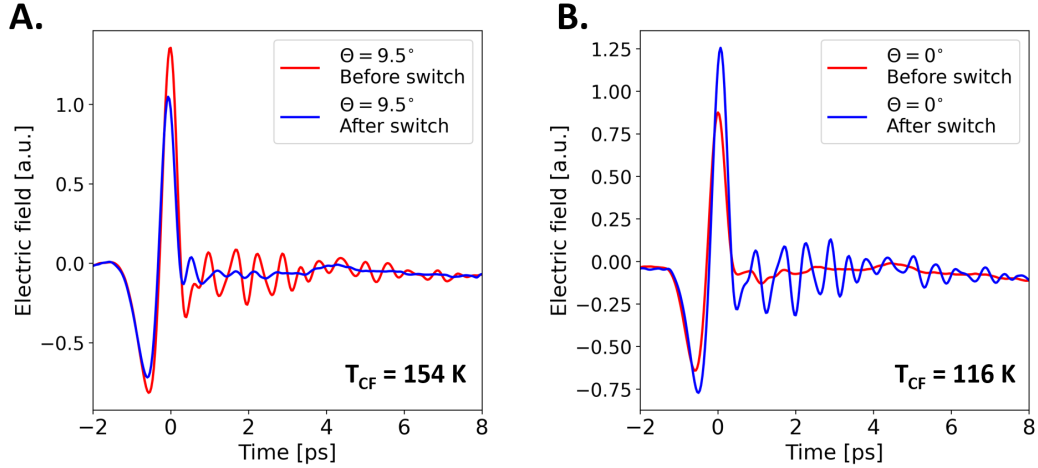 A.
Θ = 9.5°
Before switch
Θ = 9.5°
After switch
1.0
0.5
0.0
−0.5
Electric field [a.u.]
T_CF = 154 K
−2 0 2 4 6 8
Time [ps]
B.
Θ = 0°
Before switch
Θ = 0°
After switch
1.25
1.00
0.75
0.50
0.25
0.00
−0.25
−0.50
−0.75
Electric field [a.u.]
T_CF = 116 K
−2 0 2 4 6 8
Time [ps]